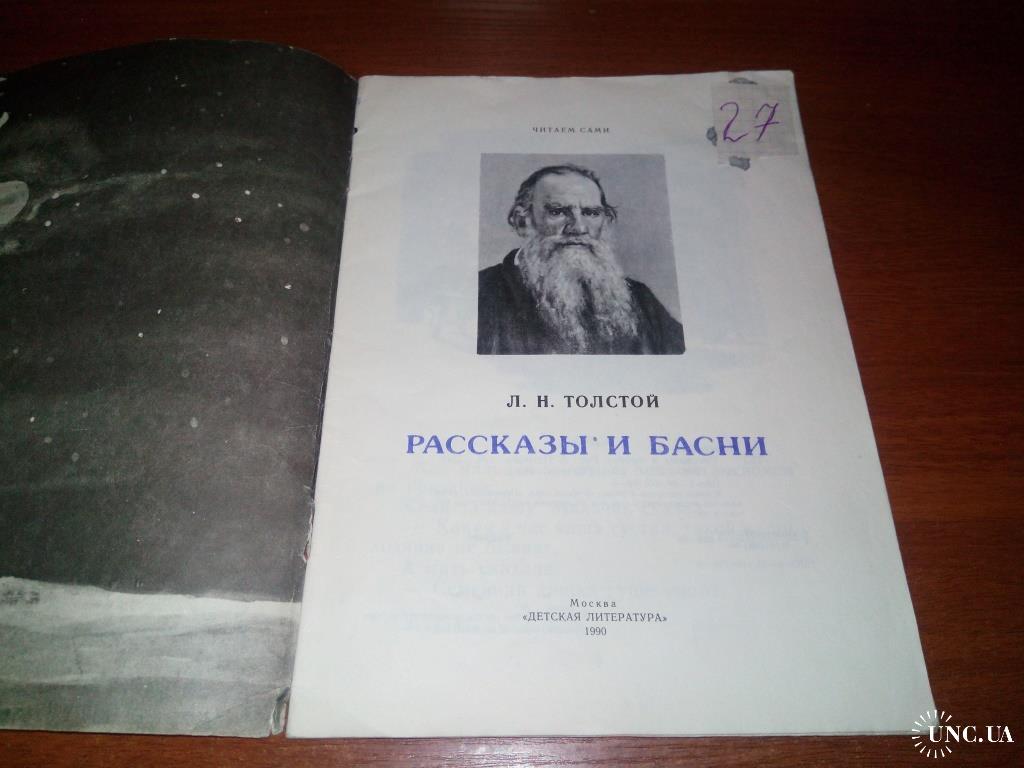 ЧИТАЕМ САМИ
27
Л. Н. ТОЛСТОЙ
РАССКАЗЫ И БАСНИ
Москва
«ДЕТСКАЯ ЛИТЕРАТУРА»
1990
UNC.UA